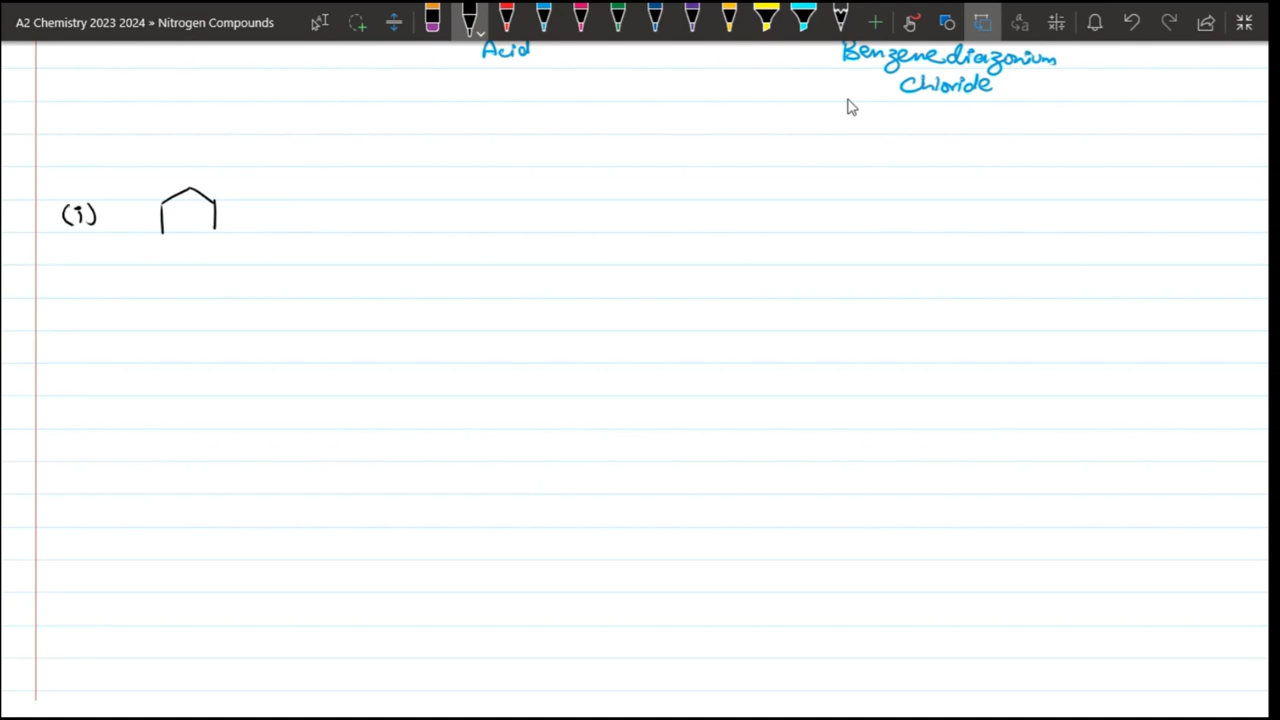 A2 Chemistry 2023 2024 » Nitrogen Compounds
Acid
Benzenediazonium
Chloride
(i)